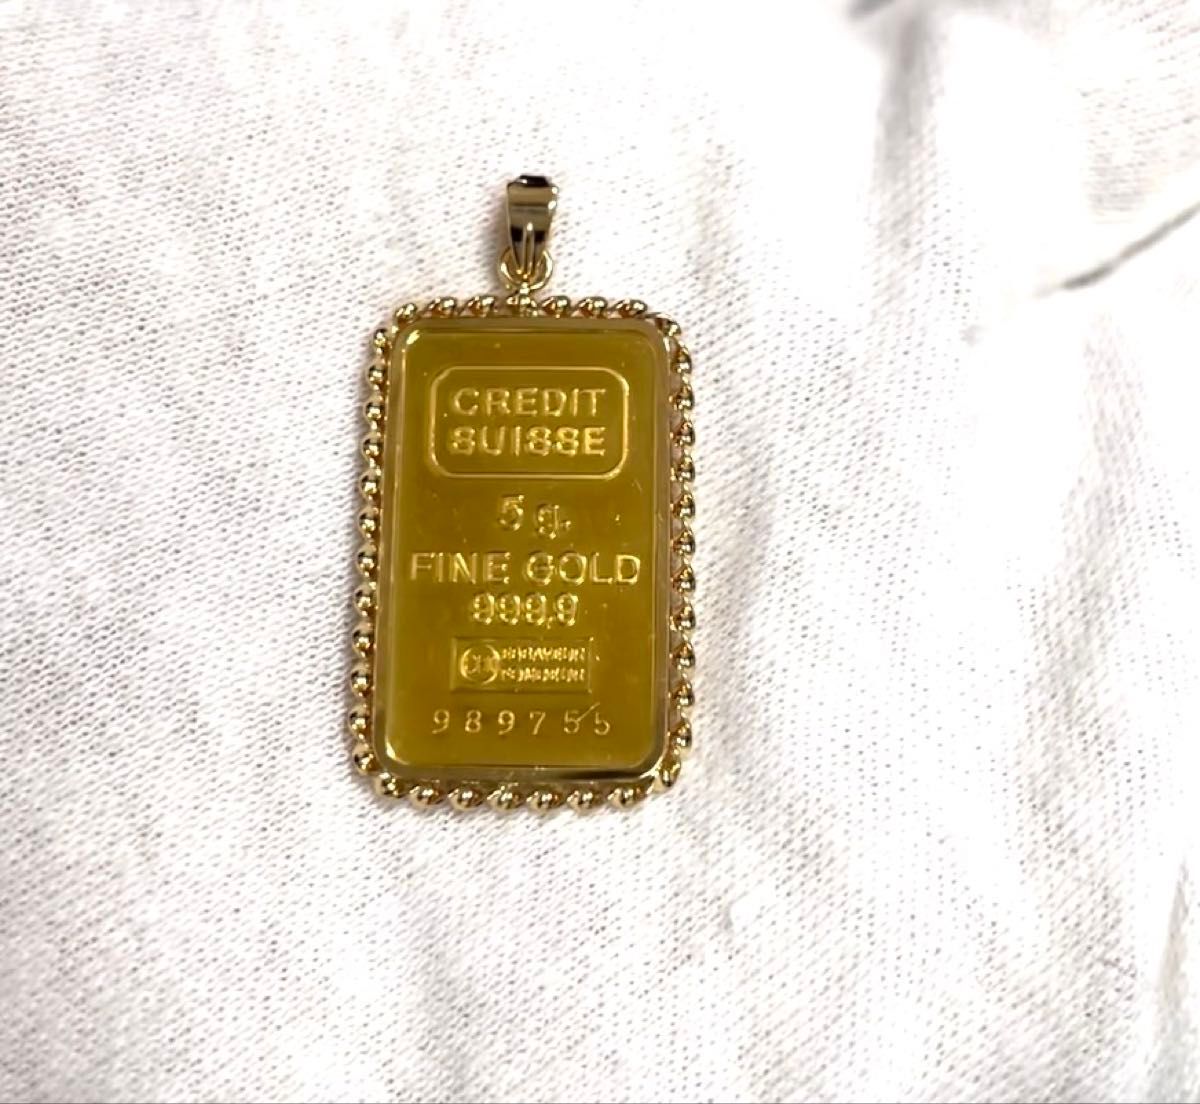 CREDIT
SUISSE
5 g
FINE GOLD
999,9
989755